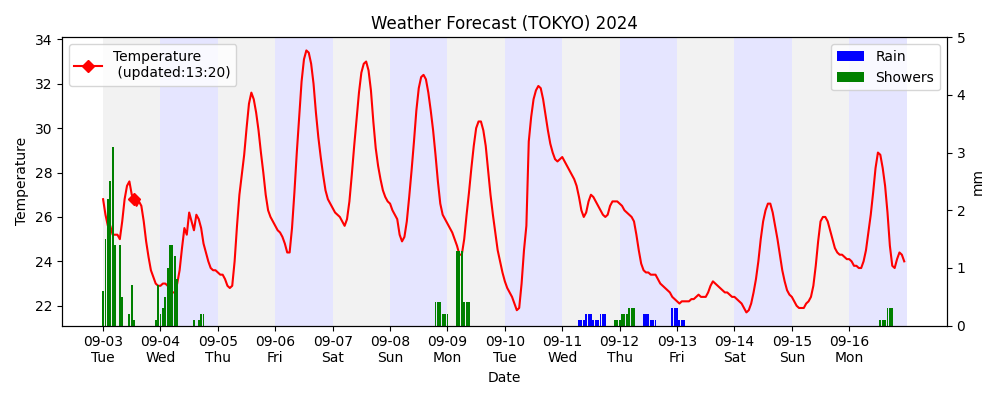 Weather Forecast (TOKYO) 2024
Temperature
(updated:13:20)
Rain
Showers
Temperature
34
32
30
28
26
24
22
5
4
3
2
1
0
mm
09-03 09-04 09-05 09-06 09-07 09-08 09-09 09-10 09-11 09-12 09-13 09-14 09-15 09-16
Tue Wed Thu Fri Sat Sun Mon Tue Wed Thu Fri Sat Sun Mon
Date